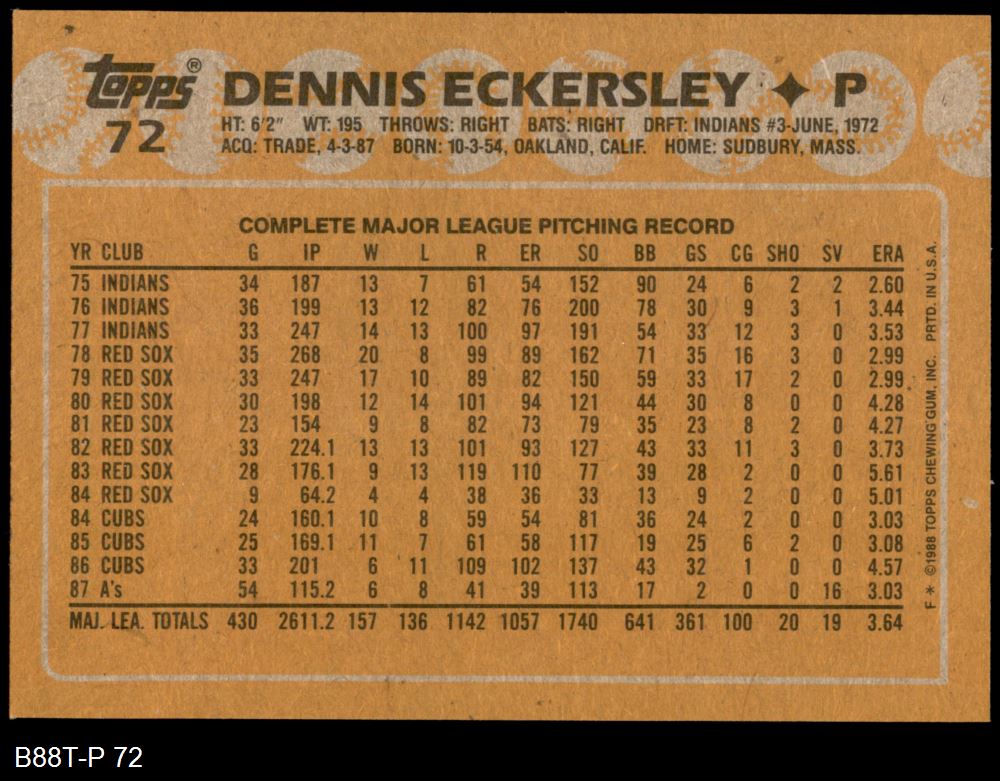 topps® DENNIS ECKERSLEY ✦ P
72
HT: 6'2" WT: 195 THROWS: RIGHT BATS: RIGHT DRFT: INDIANS #3-JUNE, 1972
ACQ: TRADE, 4-3-87 BORN: 10-3-54, OAKLAND, CALIF. HOME: SUDBURY, MASS.
COMPLETE MAJOR LEAGUE PITCHING RECORD
YR CLUB G IP W L R ER SO BB GS CG SHO SV ERA
75 INDIANS 34 187 13 7 61 54 152 90 24 6 2 2 2.60
76 INDIANS 36 199 13 12 82 76 200 78 30 9 3 1 3.44
77 INDIANS 33 247 14 13 100 97 191 54 33 12 3 0 3.53
78 RED SOX 35 268 20 8 99 89 162 71 35 16 3 0 2.99
79 RED SOX 33 247 17 10 89 82 150 59 33 17 2 0 2.99
80 RED SOX 30 198 12 14 101 94 121 44 30 8 0 0 4.28
81 RED SOX 23 154 9 8 82 73 79 35 23 8 2 0 4.27
82 RED SOX 33 224.1 13 13 101 93 127 43 33 11 3 0 3.73
83 RED SOX 28 176.1 9 13 119 110 77 39 28 2 0 0 5.61
84 RED SOX 9 64.2 4 4 38 36 33 13 9 2 0 0 5.01
84 CUBS 24 160.1 10 8 59 54 81 36 24 2 0 0 3.03
85 CUBS 25 169.1 11 7 61 58 117 19 25 6 2 0 3.08
86 CUBS 33 201 6 11 109 102 137 43 32 1 0 0 4.57
87 A's 54 115.2 6 8 41 39 113 17 2 0 0 16 3.03
MAJ. LEA. TOTALS 430 2611.2 157 136 1142 1057 1740 641 361 100 20 19 3.64
F * ©1988 TOPPS CHEWING GUM, INC. PRTD. IN U.S.A.
B88T-P 72